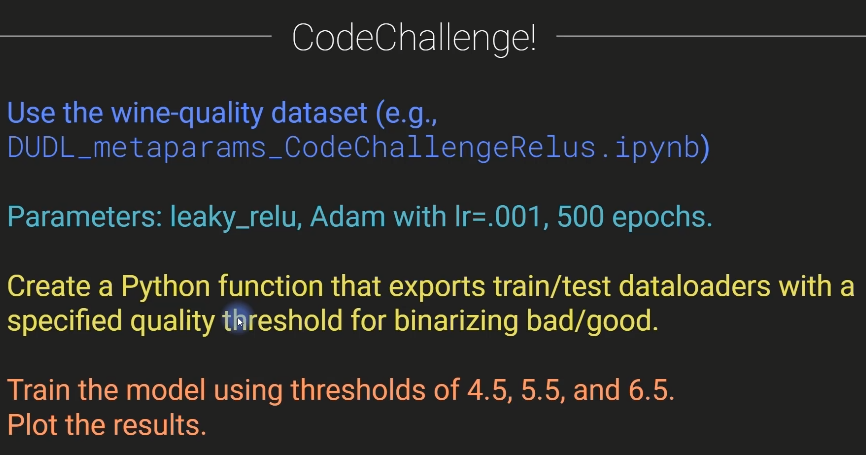 CodeChallenge!
Use the wine-quality dataset (e.g.,
DUDL_metaparams_CodeChallengeRelus.ipynb)
Parameters: leaky_relu, Adam with lr=.001, 500 epochs.
Create a Python function that exports train/test dataloaders with a
specified quality threshold for binarizing bad/good.
Train the model using thresholds of 4.5, 5.5, and 6.5.
Plot the results.